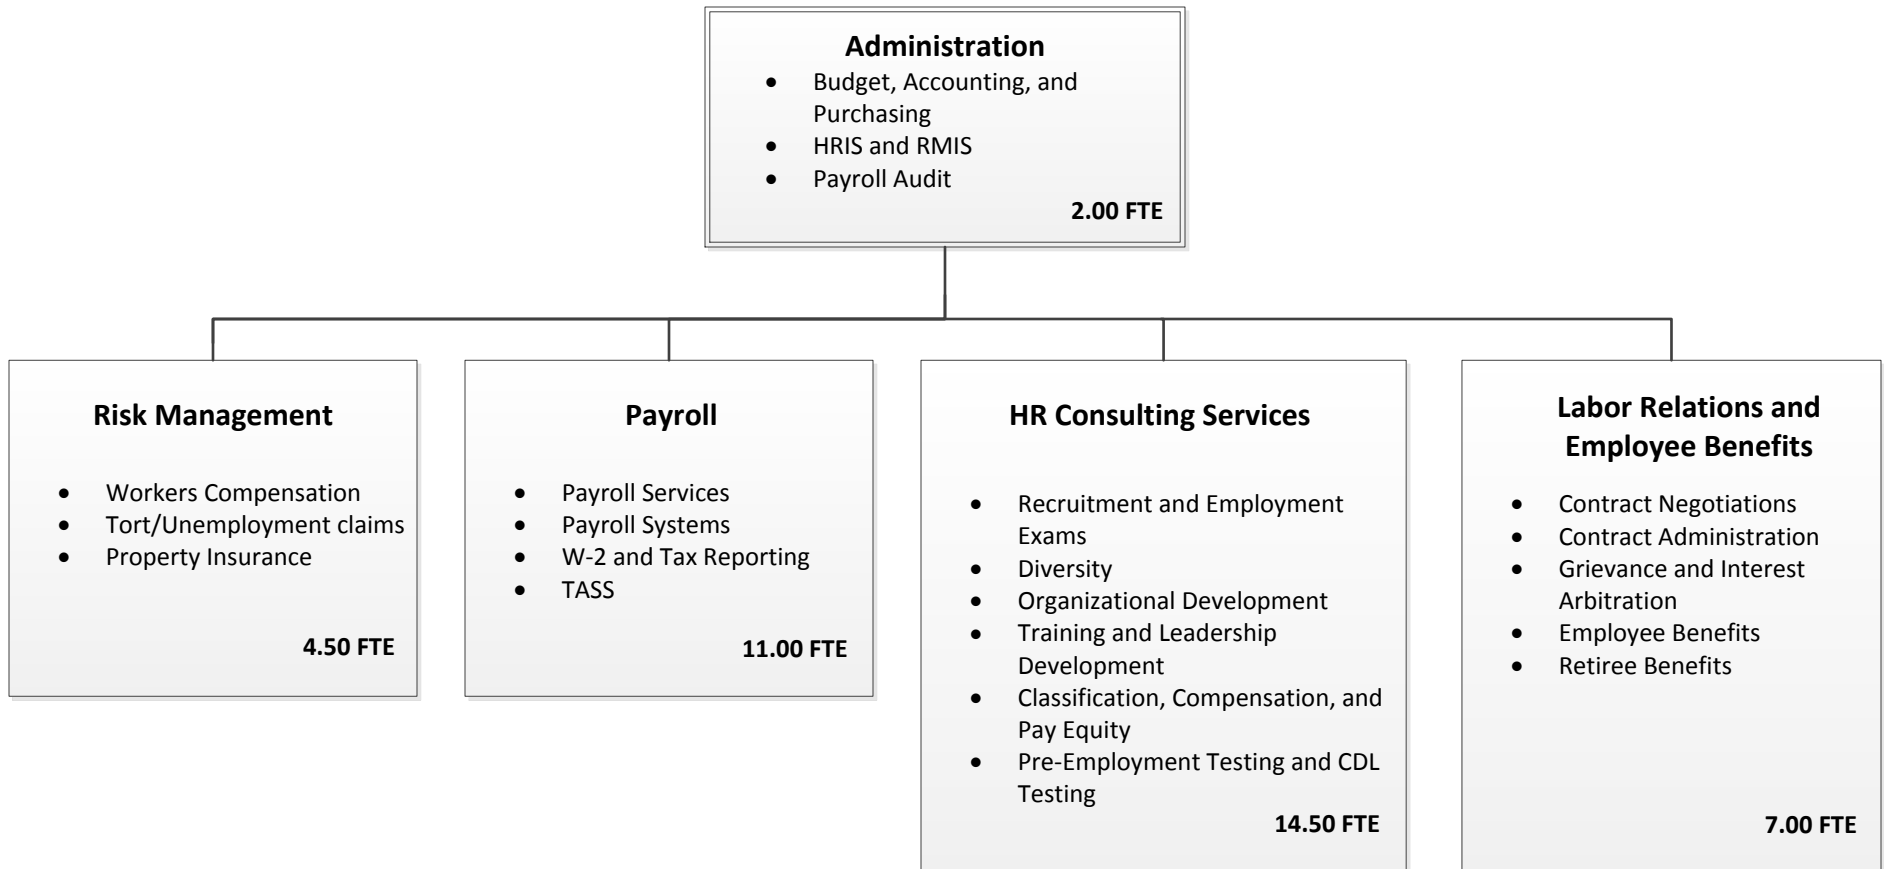 Administration
• Budget, Accounting, and
Purchasing
• HRIS and RMIS
• Payroll Audit
2.00 FTE
Risk Management
• Workers Compensation
• Tort/Unemployment claims
• Property Insurance
4.50 FTE
Payroll
• Payroll Services
• Payroll Systems
• W-2 and Tax Reporting
• TASS
11.00 FTE
HR Consulting Services
• Recruitment and Employment
Exams
• Diversity
• Organizational Development
• Training and Leadership
Development
• Classification, Compensation, and
Pay Equity
• Pre-Employment Testing and CDL
Testing
14.50 FTE
Labor Relations and
Employee Benefits
• Contract Negotiations
• Contract Administration
• Grievance and Interest
Arbitration
• Employee Benefits
• Retiree Benefits
7.00 FTE